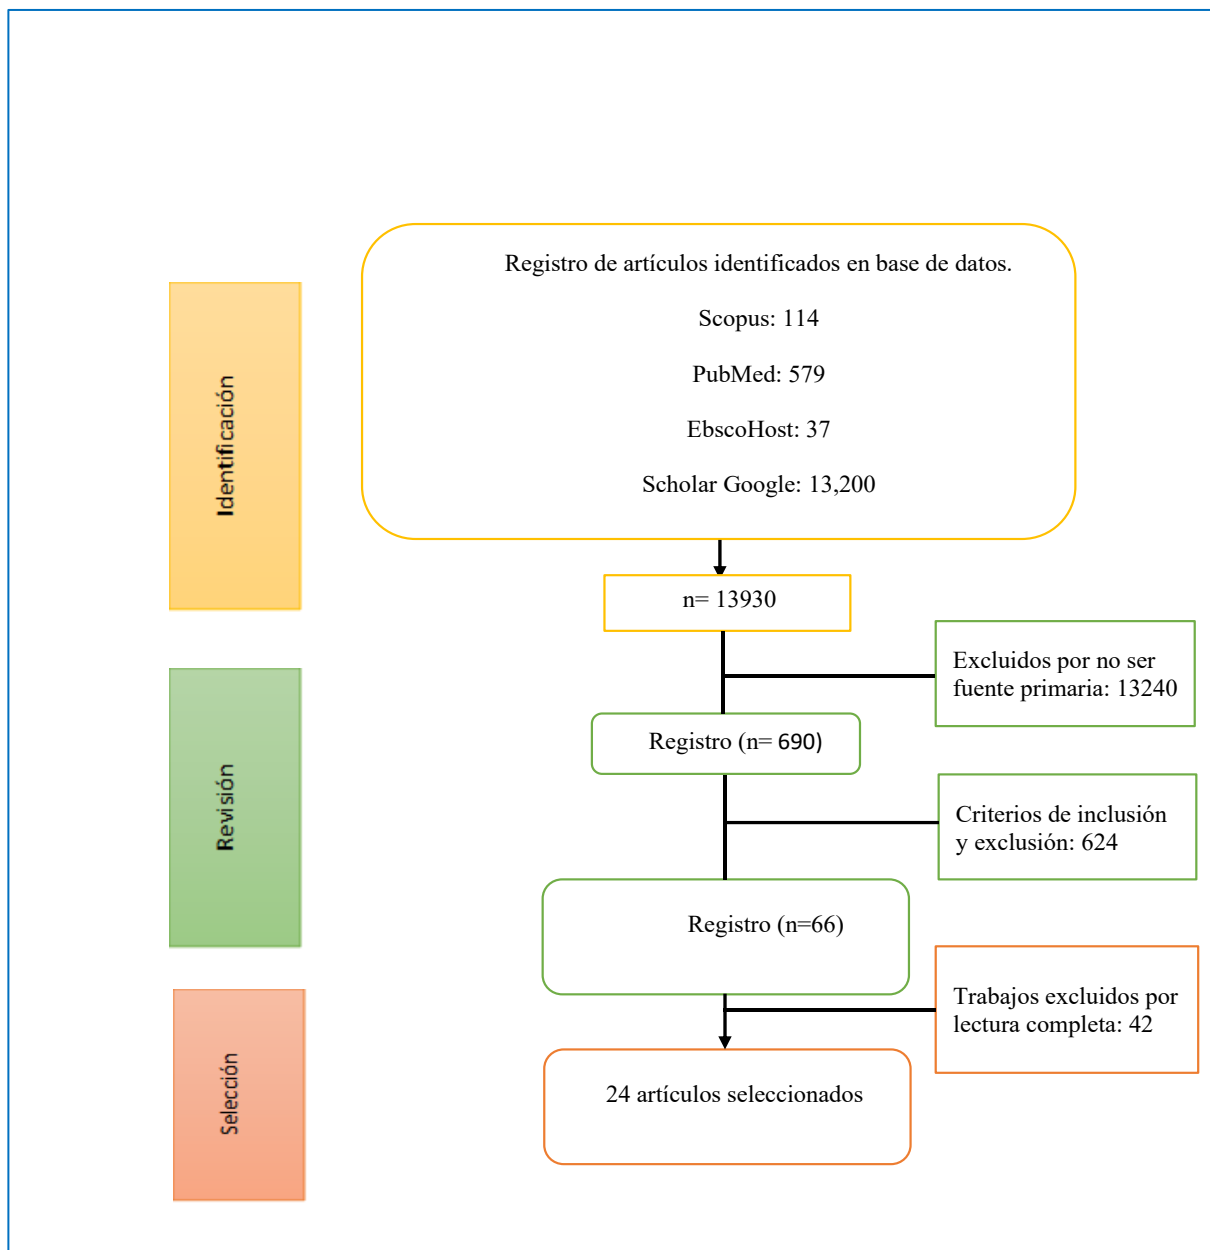 Registro de artículos identificados en base de datos.
Scopus: 114
PubMed: 579
EbscoHost: 37
Scholar Google: 13,200
Identificación
n= 13930
Excluidos por no ser
fuente primaria: 13240
Registro (n= 690)
Revisión
Criterios de inclusión
y exclusión: 624
Registro (n=66)
Trabajos excluidos por
lectura completa: 42
Selección
24 artículos seleccionados